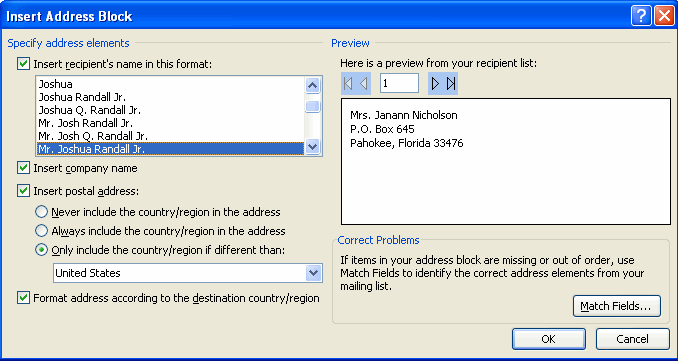 Insert Address Block
Specify address elements
Insert recipient's name in this format:
Joshua
Joshua Randall Jr.
Joshua Q. Randall Jr.
Mr. Josh Randall Jr.
Mr. Josh Q. Randall Jr.
Mr. Joshua Randall Jr.
Insert company name
Insert postal address:
Never include the country/region in the address
Always include the country/region in the address
Only include the country/region if different than:
United States
Format address according to the destination country/region
Preview
Here is a preview from your recipient list:
1
Mrs. Janann Nicholson
P.O. Box 645
Pahokee, Florida 33476
Correct Problems
If items in your address block are missing or out of order, use
Match Fields to identify the correct address elements from your
mailing list.
Match Fields...
OK
Cancel